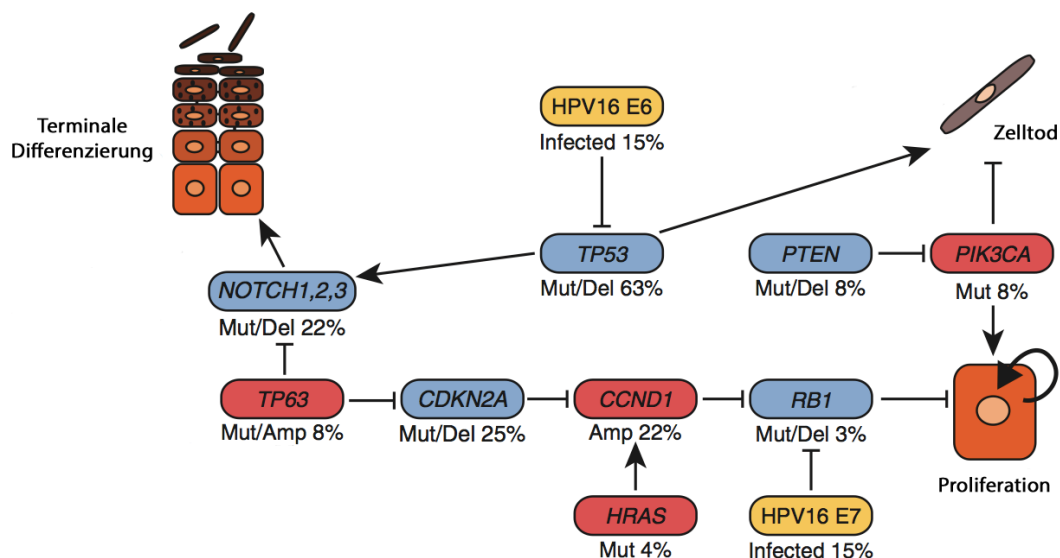 Terminale
Differenzierung
HPV16 E6
Infected 15%
Zelltod
TP53
Mut/Del 63%
PTEN
Mut/Del 8%
PIK3CA
Mut 8%
NOTCH1,2,3
Mut/Del 22%
TP63
Mut/Amp 8%
CDKN2A
Mut/Del 25%
CCND1
Amp 22%
RB1
Mut/Del 3%
Proliferation
HRAS
Mut 4%
HPV16 E7
Infected 15%